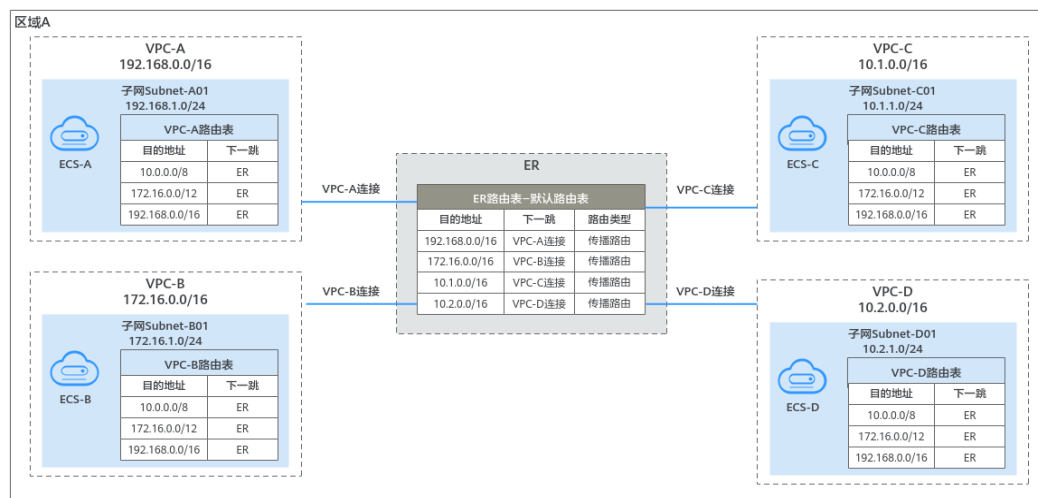 区域A
VPC-A
192.168.0.0/16
子网Subnet-A01
192.168.1.0/24
ECS-A
VPC-A路由表
目的地址 下一跳
10.0.0.0/8 ER
172.16.0.0/12 ER
192.168.0.0/16 ER
VPC-B
172.16.0.0/16
子网Subnet-B01
172.16.1.0/24
ECS-B
VPC-B路由表
目的地址 下一跳
10.0.0.0/8 ER
172.16.0.0/12 ER
192.168.0.0/16 ER
VPC-A连接
VPC-B连接
ER
ER路由表–默认路由表
目的地址 下一跳 路由类型
192.168.0.0/16 VPC-A连接 传播路由
172.16.0.0/16 VPC-B连接 传播路由
10.1.0.0/16 VPC-C连接 传播路由
10.2.0.0/16 VPC-D连接 传播路由
VPC-C连接
VPC-D连接
VPC-C
10.1.0.0/16
子网Subnet-C01
10.1.1.0/24
ECS-C
VPC-C路由表
目的地址 下一跳
10.0.0.0/8 ER
172.16.0.0/12 ER
192.168.0.0/16 ER
VPC-D
10.2.0.0/16
子网Subnet-D01
10.2.1.0/24
ECS-D
VPC-D路由表
目的地址 下一跳
10.0.0.0/8 ER
172.16.0.0/12 ER
192.168.0.0/16 ER